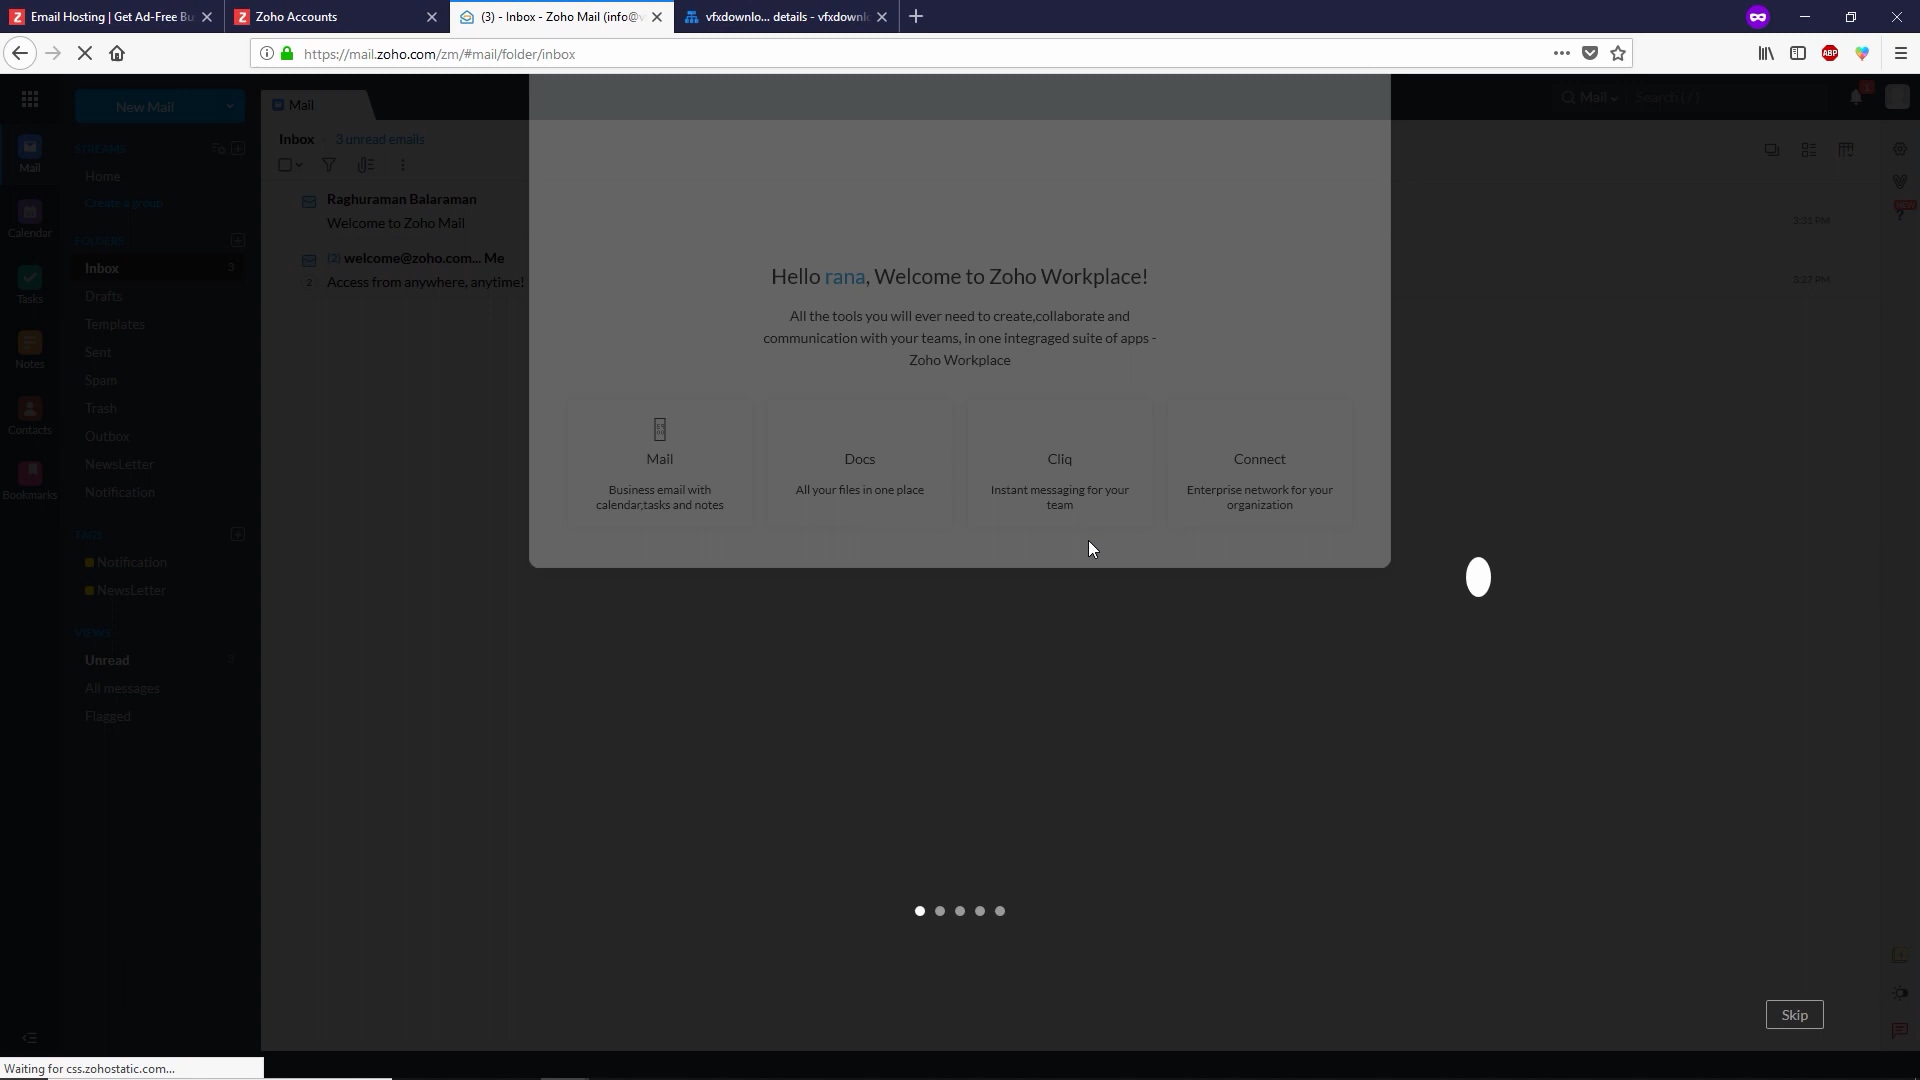 Email Hosting | Get Ad-Free Bu
Zoho Accounts
(3) - Inbox - Zoho Mail (info@v
vfxdownlo... details - vfxdownl
https://mail.zoho.com/zm/#mail/folder/inbox
ABP
New Mail
Mail
Mail
Search ( / )
Inbox
3 unread emails
STREAMS
Mail
Home
Create a group
Raghuraman Balaraman
Welcome to Zoho Mail
3:31 PM
NEW
Calendar
FOLDERS
Inbox 3
[2] welcome@zoho.com... Me
2 Access from anywhere, anytime!
3:27 PM
Tasks
Drafts
Templates
Notes
Sent
Spam
Trash
Contacts
Outbox
NewsLetter
Bookmarks
Notification
TAGS
Notification
NewsLetter
VIEWS
Unread 3
All messages
Flagged
Hello rana, Welcome to Zoho Workplace!
All the tools you will ever need to create,collaborate and
communication with your teams, in one integraged suite of apps -
Zoho Workplace
Mail
Business email with
calendar,tasks and notes
Docs
All your files in one place
Cliq
Instant messaging for your
team
Connect
Enterprise network for your
organization
Skip
Waiting for css.zohostatic.com...